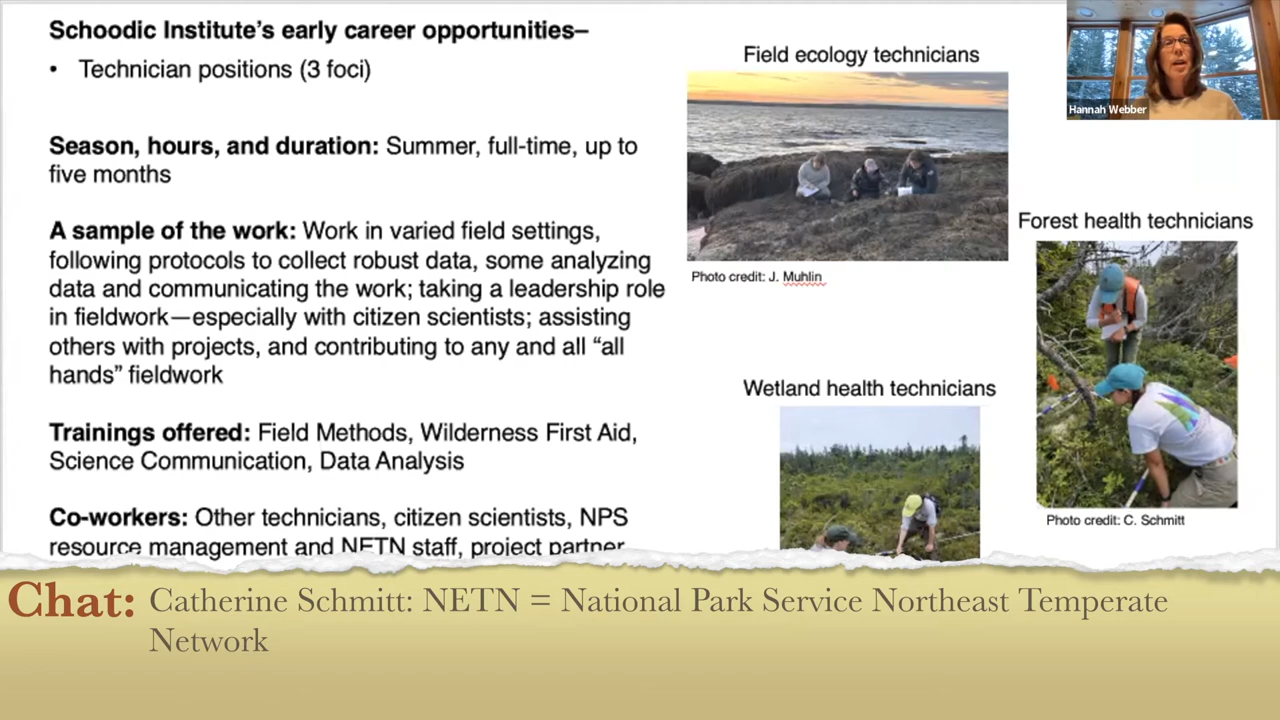 Schoodic Institute's early career opportunities–
• Technician positions (3 foci)
Season, hours, and duration: Summer, full-time, up to
five months
A sample of the work: Work in varied field settings,
following protocols to collect robust data, some analyzing
data and communicating the work; taking a leadership role
in fieldwork—especially with citizen scientists; assisting
others with projects, and contributing to any and all “all
hands” fieldwork
Trainings offered: Field Methods, Wilderness First Aid,
Science Communication, Data Analysis
Co-workers: Other technicians, citizen scientists, NPS
resource management and NETN staff, project partner
Field ecology technicians
Photo credit: J. Muhlin
Wetland health technicians
Hannah Webber
Forest health technicians
Photo credit: C. Schmitt
Chat: Catherine Schmitt: NETN = National Park Service Northeast Temperate
Network